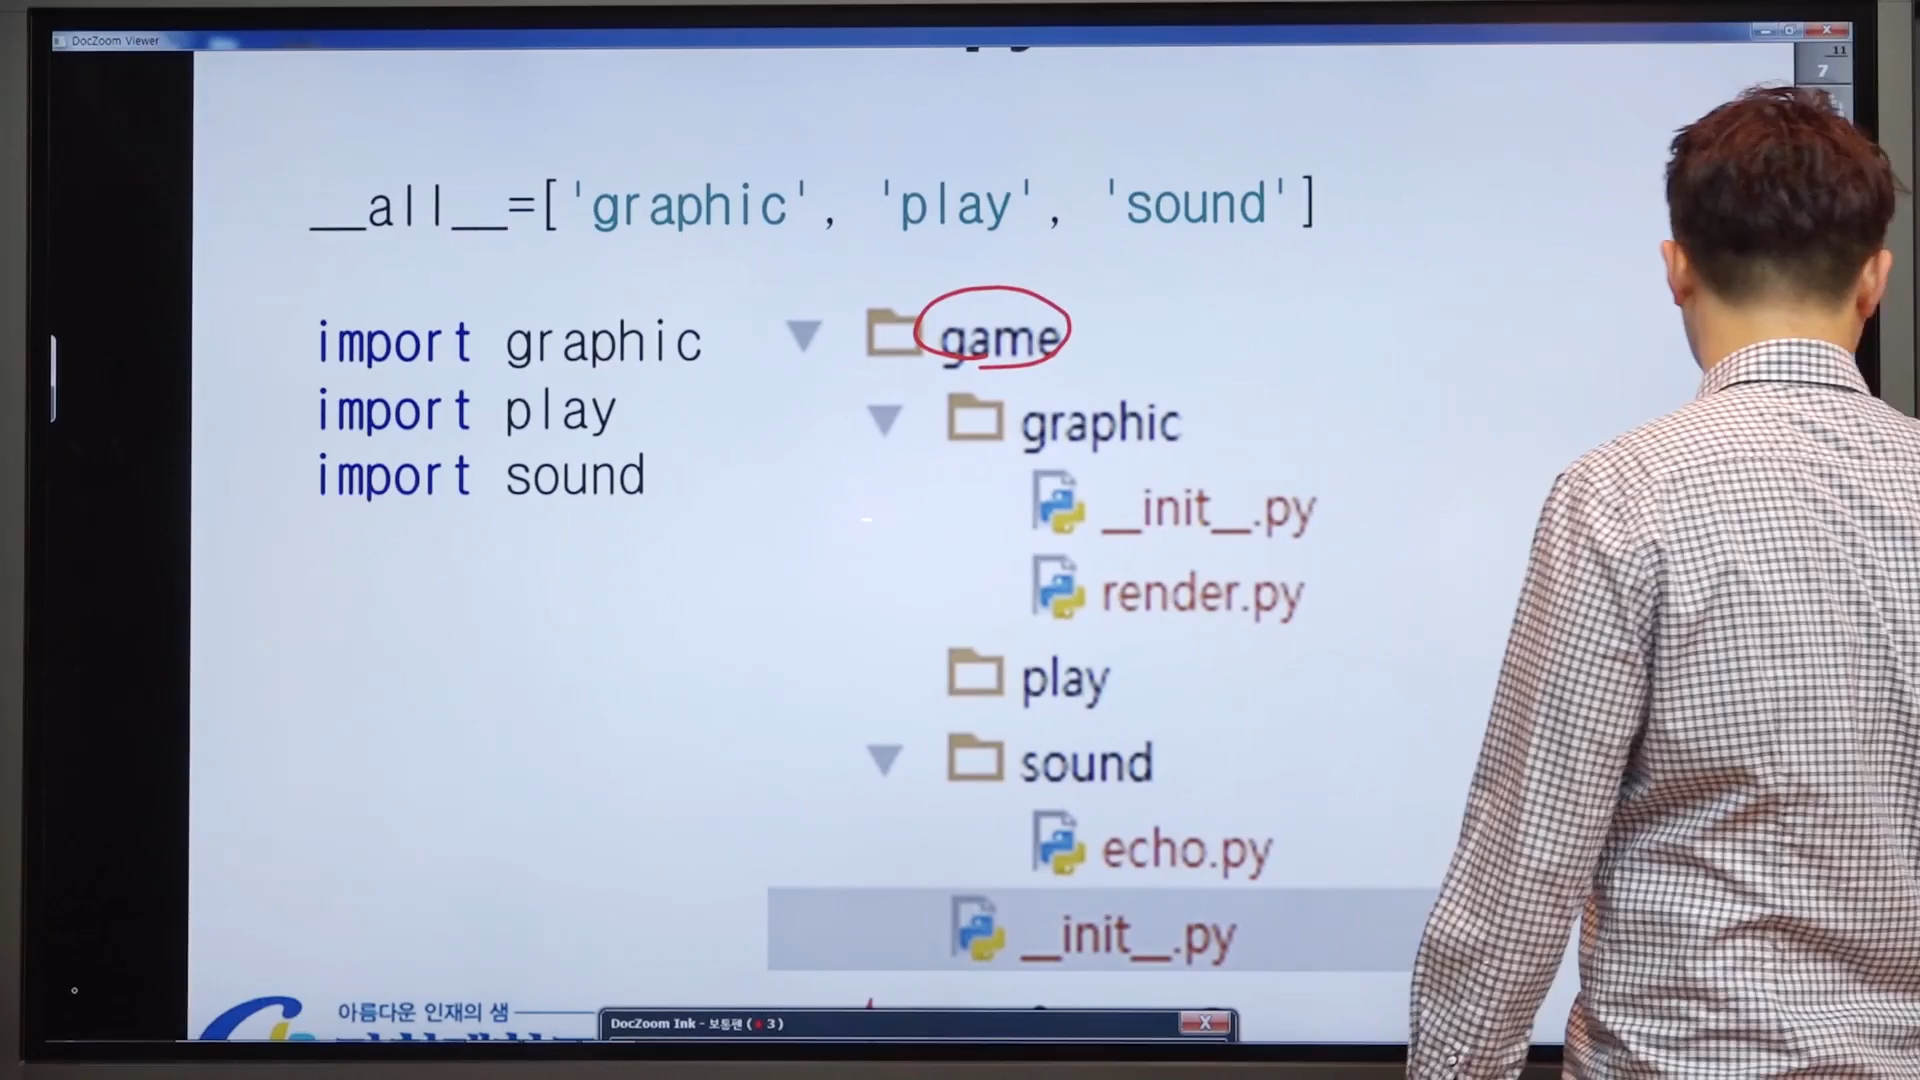 DocZoom Viewer
11
7
__all__=['graphic', 'play', 'sound']
import graphic
import play
import sound
game
graphic
__init__.py
render.py
play
sound
echo.py
__init__.py
아름다운 인재의 샘
DocZoom Ink - 보통펜 ( 3 )